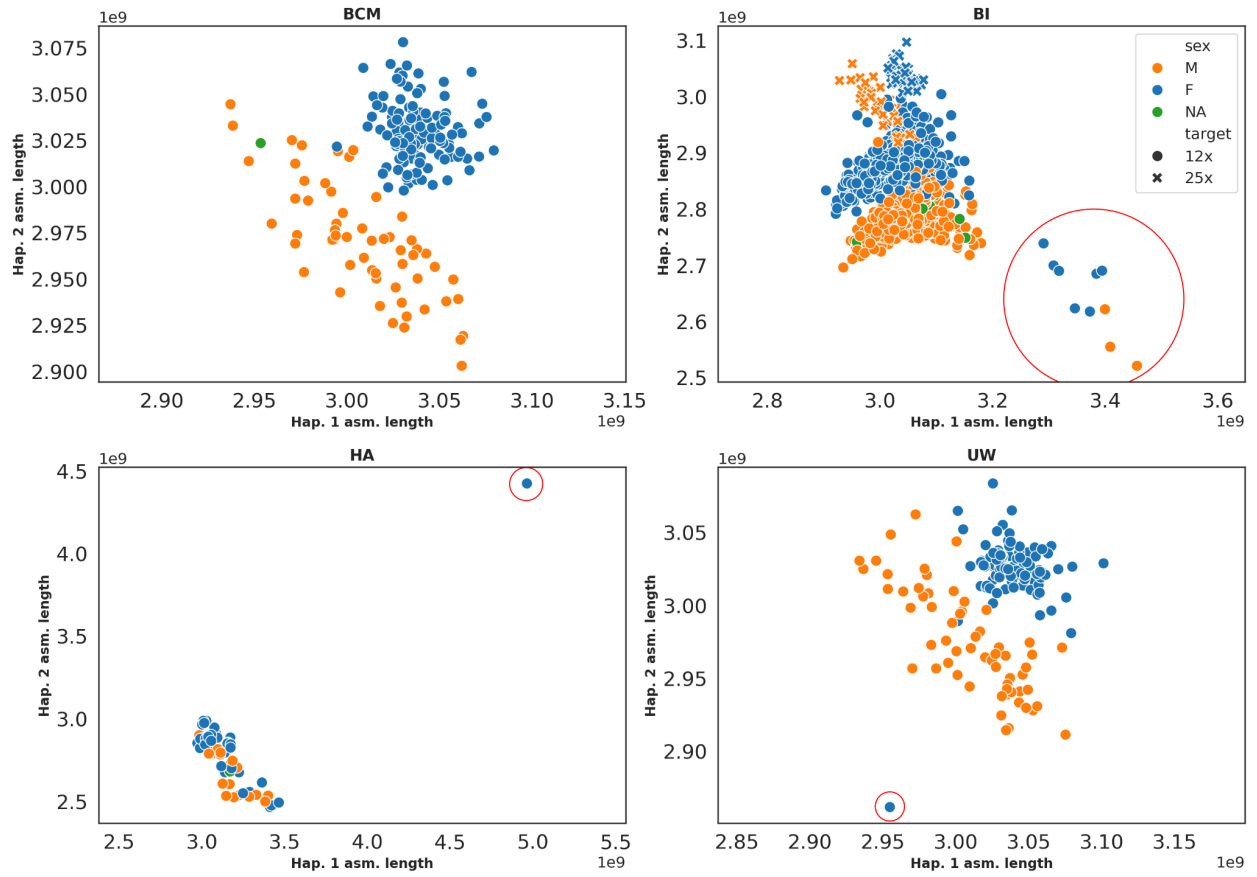 BCM
1e9
3.075
3.050
3.025
3.000
2.975
2.950
2.925
2.900
Hap. 2 asm. length
2.90
2.95
3.00
3.05
3.10
3.15
Hap. 1 asm. length
1e9
BI
1e9
3.1
3.0
2.9
2.8
2.7
2.6
2.5
Hap. 2 asm. length
sex
M
F
NA
target
12x
25x
2.8
3.0
3.2
3.4
3.6
Hap. 1 asm. length
1e9
HA
1e9
4.5
4.0
3.5
3.0
2.5
Hap. 2 asm. length
2.5
3.0
3.5
4.0
4.5
5.0
5.5
Hap. 1 asm. length
1e9
UW
1e9
3.05
3.00
2.95
2.90
Hap. 2 asm. length
2.85
2.90
2.95
3.00
3.05
3.10
3.15
Hap. 1 asm. length
1e9